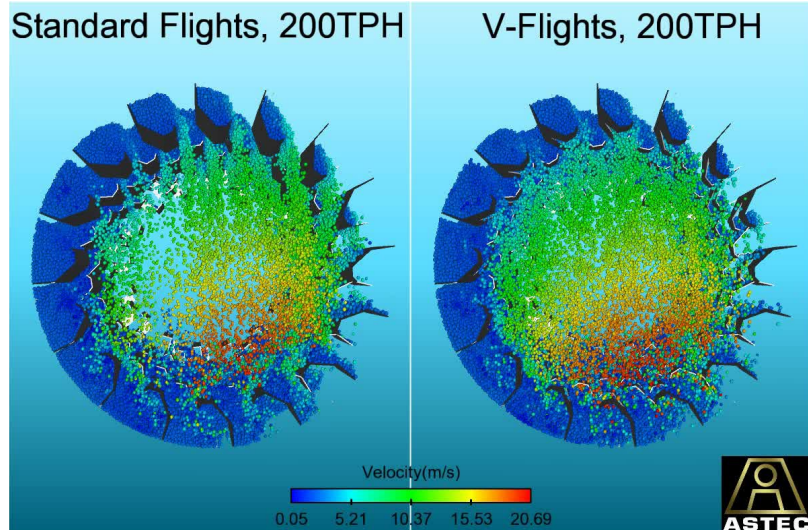 Standard Flights, 200TPH
V-Flights, 200TPH
Velocity(m/s)
0.05 5.21 10.37 15.53 20.69
ASTEC